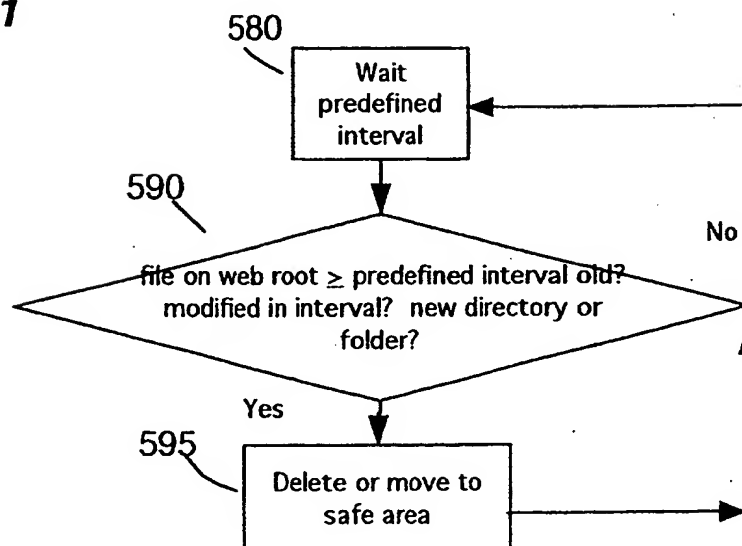 1
580
Wait
predefined
interval
590
No
file on web root ≥ predefined interval old?
modified in interval? new directory or
folder?
Yes
595
Delete or move to
safe area